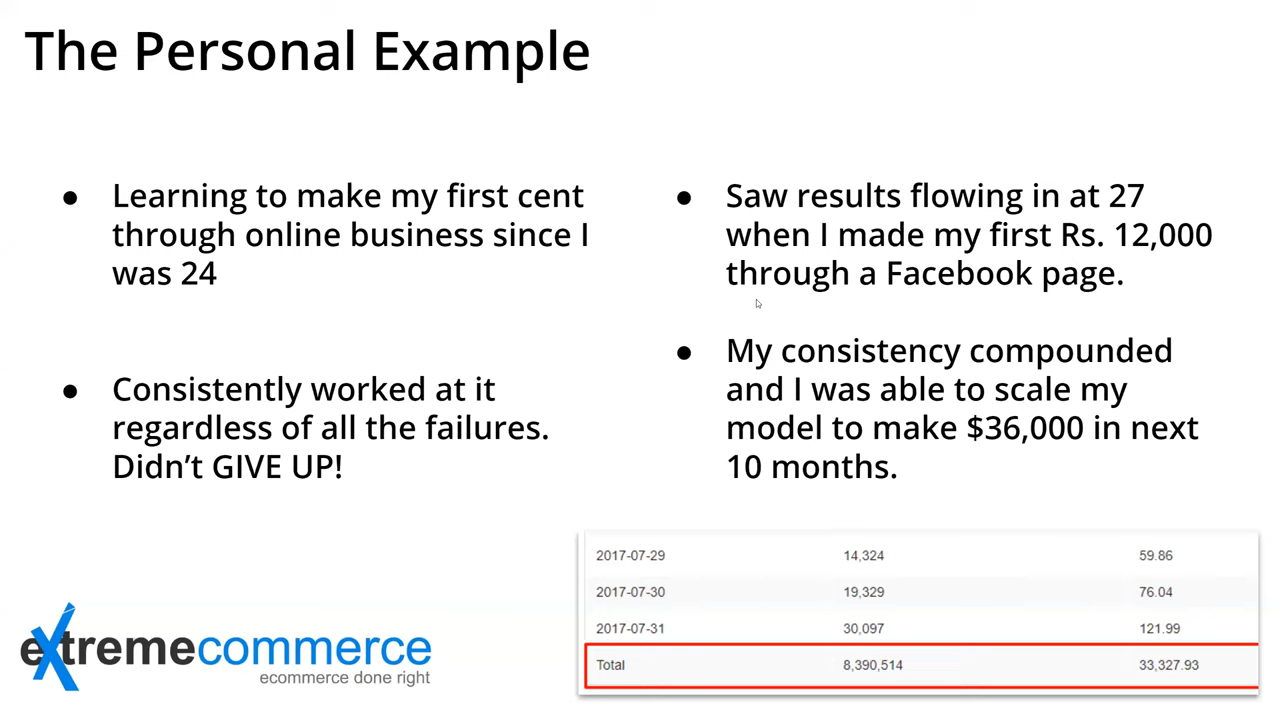 The Personal Example
● Learning to make my first cent
through online business since I
was 24
● Consistently worked at it
regardless of all the failures.
Didn’t GIVE UP!
● Saw results flowing in at 27
when I made my first Rs. 12,000
through a Facebook page.
● My consistency compounded
and I was able to scale my
model to make $36,000 in next
10 months.
2017-07-29 14,324 59.86
2017-07-30 19,329 76.04
2017-07-31 30,097 121.99
Total 8,390,514 33,327.93
extremecommerce
ecommerce done right